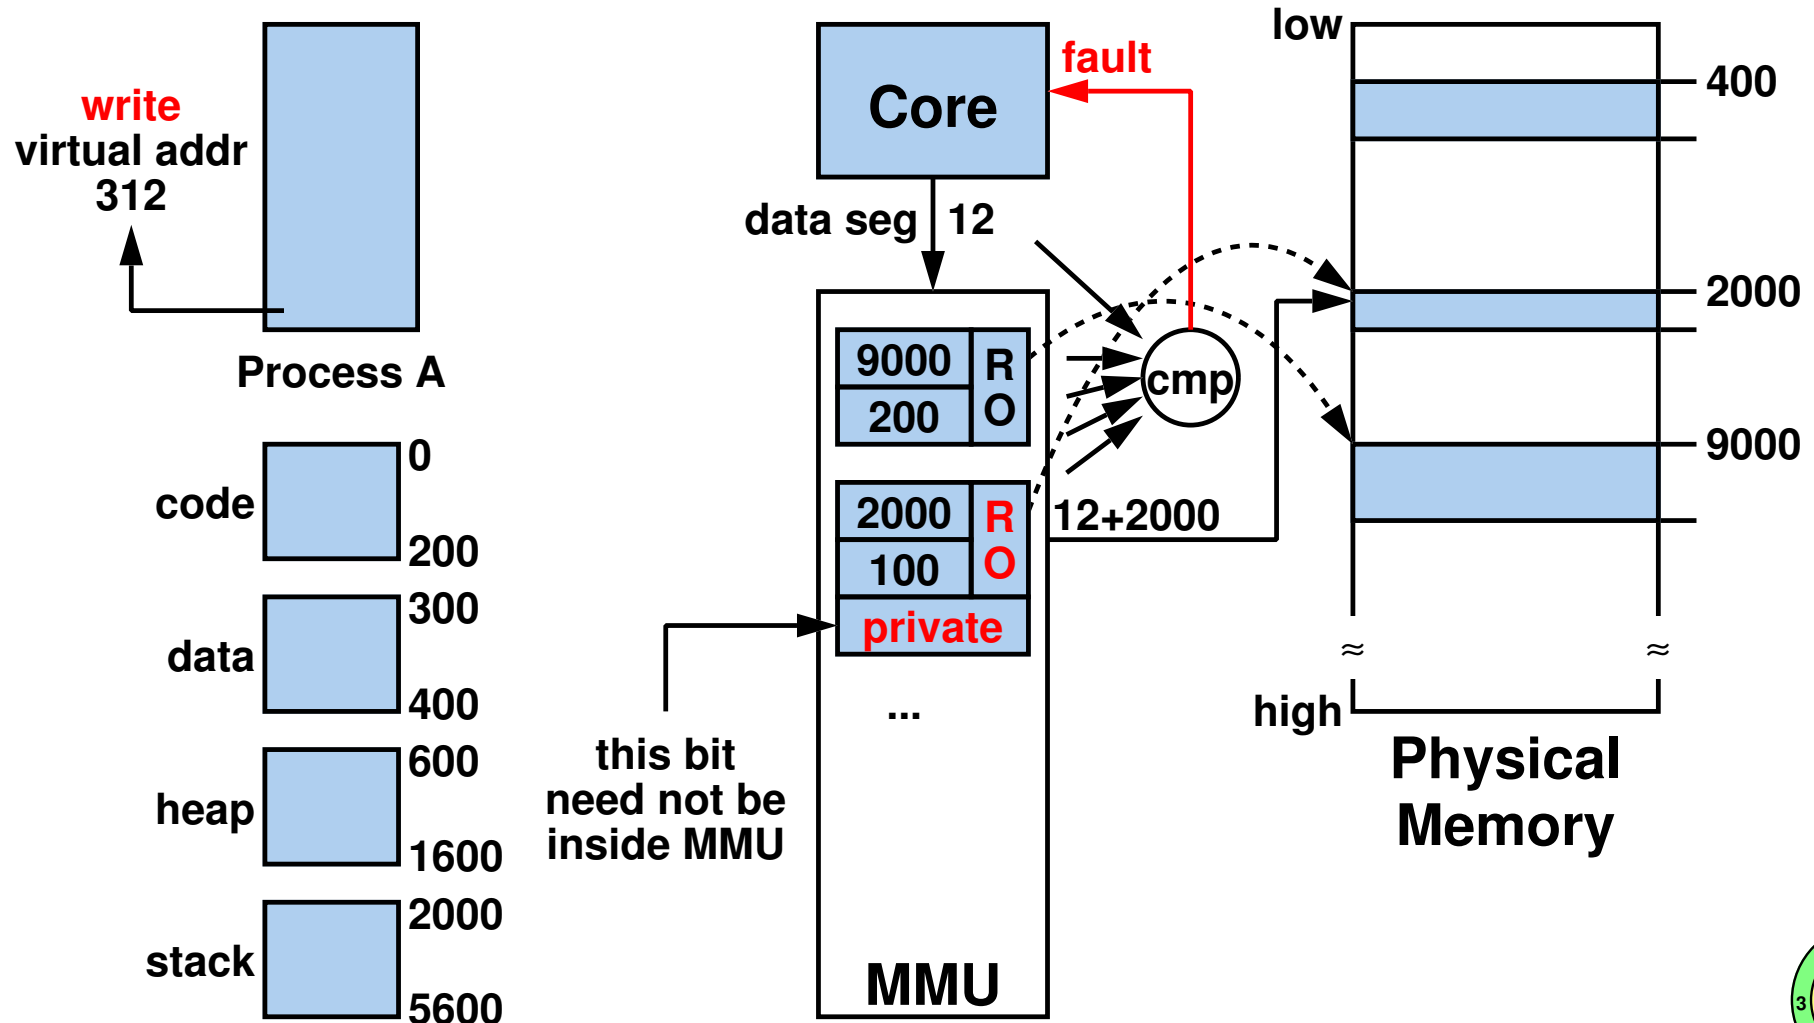 write
virtual addr
312
Process A
code
0
200
data
300
400
heap
600
1600
stack
2000
5600
Core
fault
data seg
12
9000
200
R
O
2000
100
R
O
private
...
MMU
this bit
need not be
inside MMU
cmp
12+2000
low
400
2000
9000
≈
≈
high
Physical
Memory
3